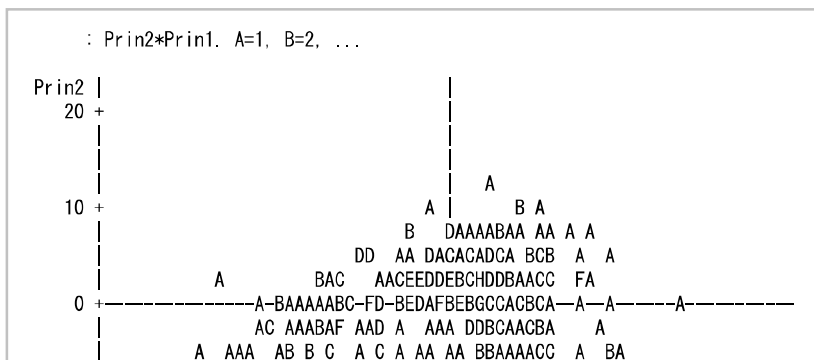 : Prin2*Prin1. A=1, B=2, ...
Prin2 |                                  |
   20 +                                  |
      |                                  |
      |                                  |
      |                                  |
      |                                  |   A
   10 +                                A |      B A
      |                              B   DAAAABAA AA A A
      |                         DD  AA DACACADCA BCB  A  A
      |           A         BAC   AACEEDDEBCHDDBAACC  FA
    0 +---------------A-BAAAAABC-FD-BEDAFBEBGCCACBCA--A--A------A-----------
      |               AC AAABAF AAD A  AAA DDBCAACBA    A
      |         A  AAA  AB B C  A C A AA AA BBAAAACC  A  BA